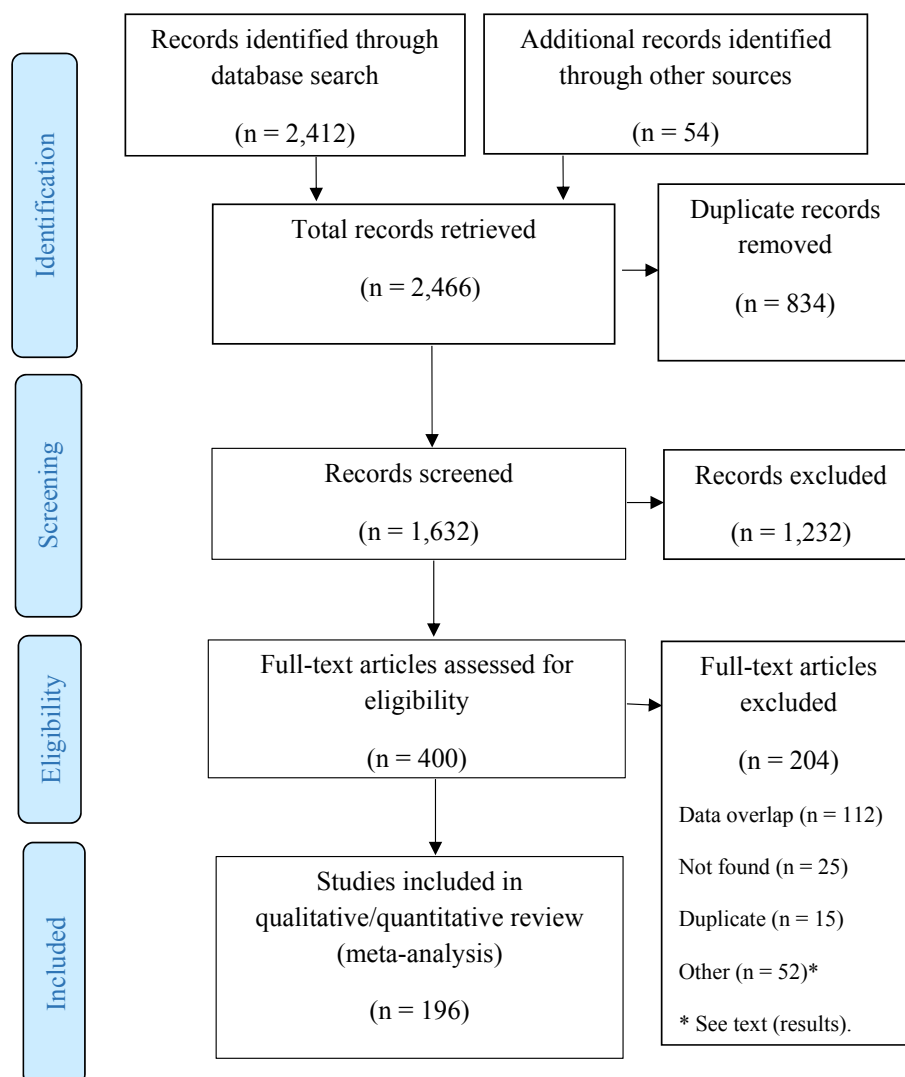 Records identified through
database search
(n = 2,412)
Additional records identified
through other sources
(n = 54)
Identification
Total records retrieved
(n = 2,466)
Duplicate records
removed
(n = 834)
Screening
Records screened
(n = 1,632)
Records excluded
(n = 1,232)
Eligibility
Full-text articles assessed for
eligibility
(n = 400)
Full-text articles
excluded
(n = 204)
Data overlap (n = 112)
Not found (n = 25)
Duplicate (n = 15)
Other (n = 52)*
* See text (results).
Included
Studies included in
qualitative/quantitative review
(meta-analysis)
(n = 196)